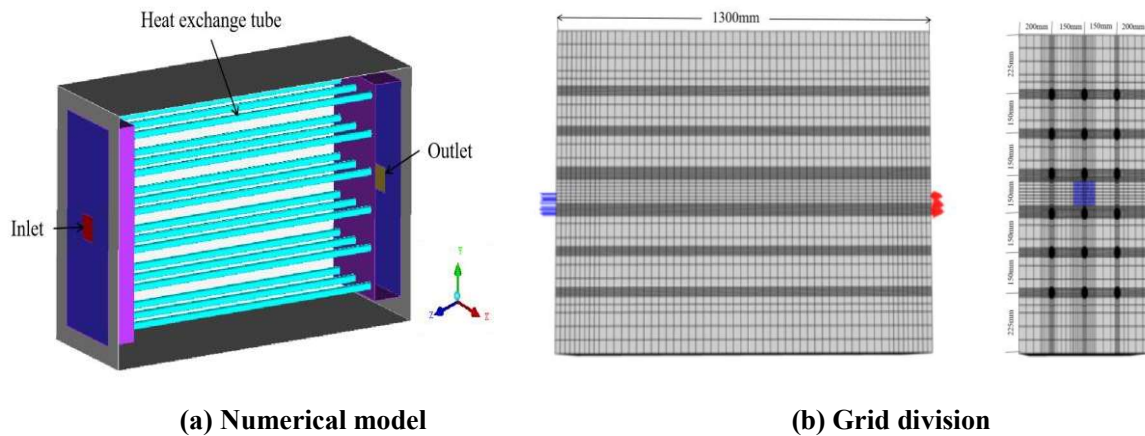 Heat exchange tube
Outlet
Inlet
Y
Z
1300mm
200mm 150mm 150mm 200mm
225mm
150mm
150mm
150mm
150mm
150mm
225mm
(a) Numerical model
(b) Grid division